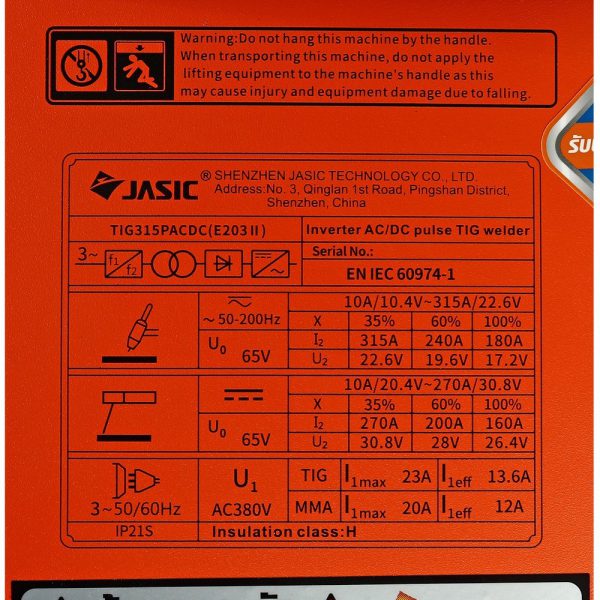 Warning:Do not hang this machine by the handle.
When transporting this machine, do not apply the
lifting equipment to the machine's handle as this
may cause injury and equipment damage due to falling.
รับ
JASIC ® SHENZHEN JASIC TECHNOLOGY CO., LTD.
Address:No. 3, Qinglan 1st Road, Pingshan District,
Shenzhen, China
TIG315PACDC(E203II) Inverter AC/DC pulse TIG welder
3~ f1 f2 Serial No.:
EN IEC 60974-1
10A/10.4V~315A/22.6V
~50-200Hz X 35% 60% 100%
U0 65V I2 315A 240A 180A
U2 22.6V 19.6V 17.2V
10A/20.4V~270A/30.8V
X 35% 60% 100%
U0 65V I2 270A 200A 160A
U2 30.8V 28V 26.4V
3~50/60Hz U1 AC380V TIG I1max 23A I1eff 13.6A
MMA I1max 20A I1eff 12A
IP21S Insulation class:H